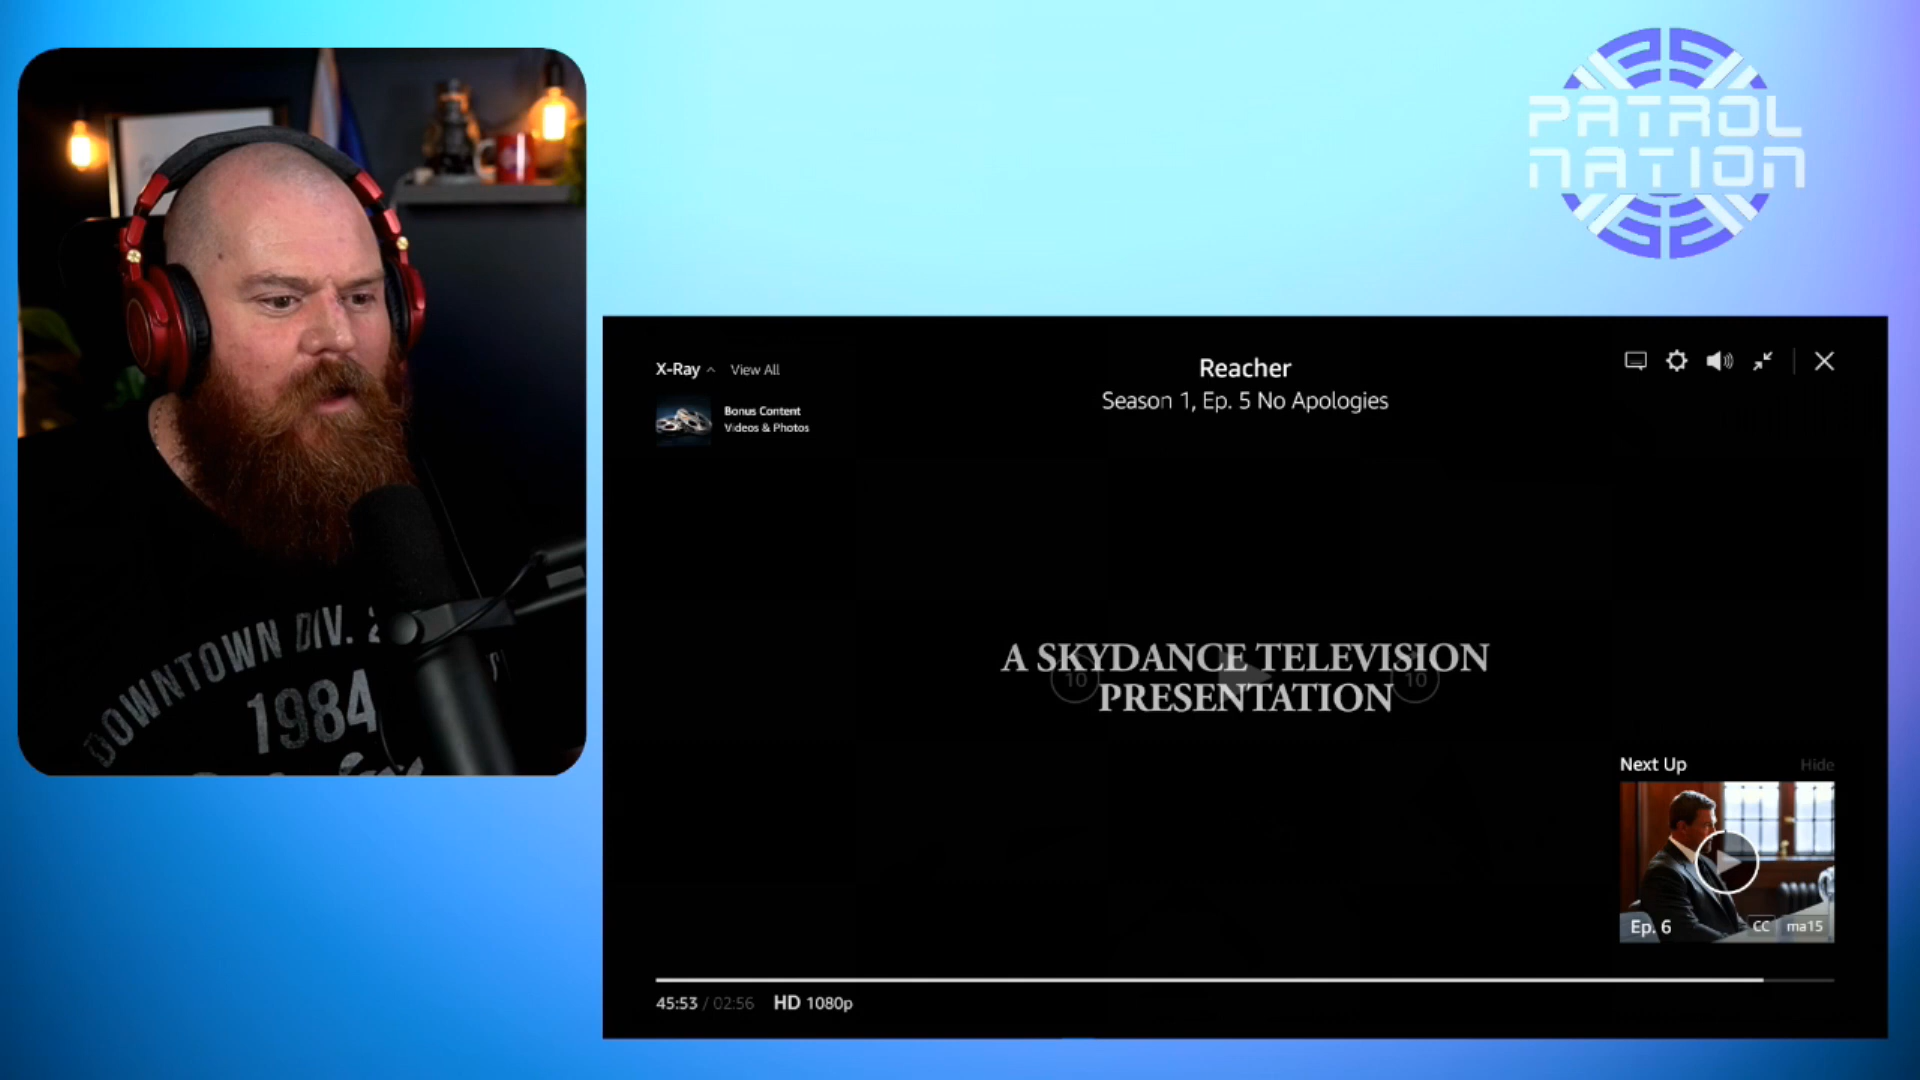 PATROL
NATION
X-Ray View All
Bonus Content
Videos & Photos
Reacher
Season 1, Ep. 5 No Apologies
A SKYDANCE TELEVISION
PRESENTATION
10
10
DOWNTOWN DIV.
1984
Next Up
Hide
Ep. 6
CC
ma15
45:53 / 02:56 HD 1080p